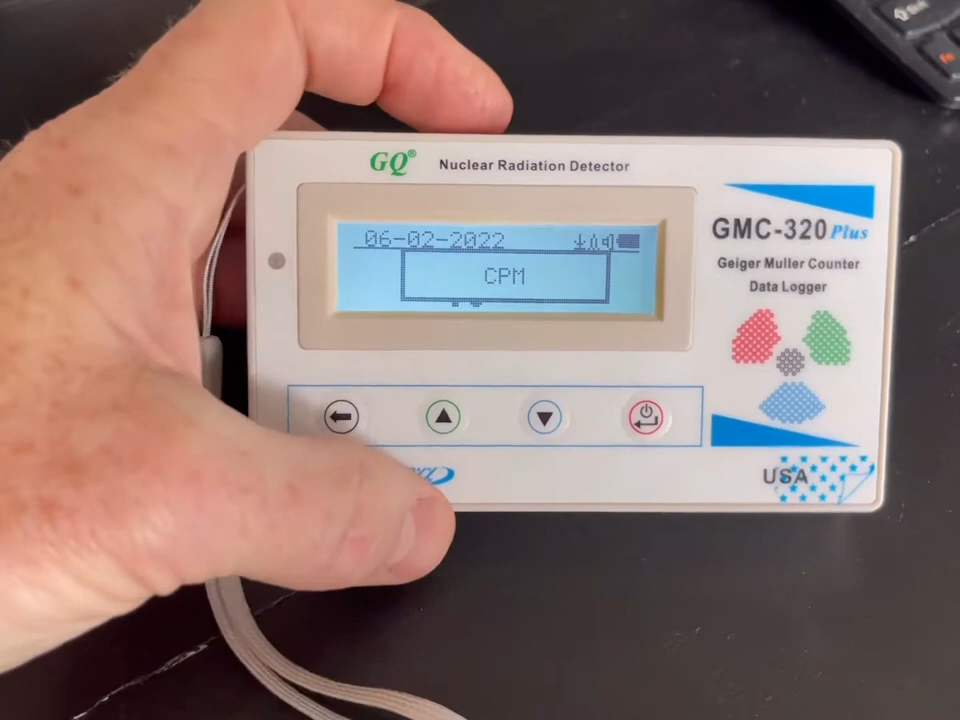 GQ® Nuclear Radiation Detector
06-02-2022
CPM
GMC-320 Plus
Geiger Muller Counter
Data Logger
USA